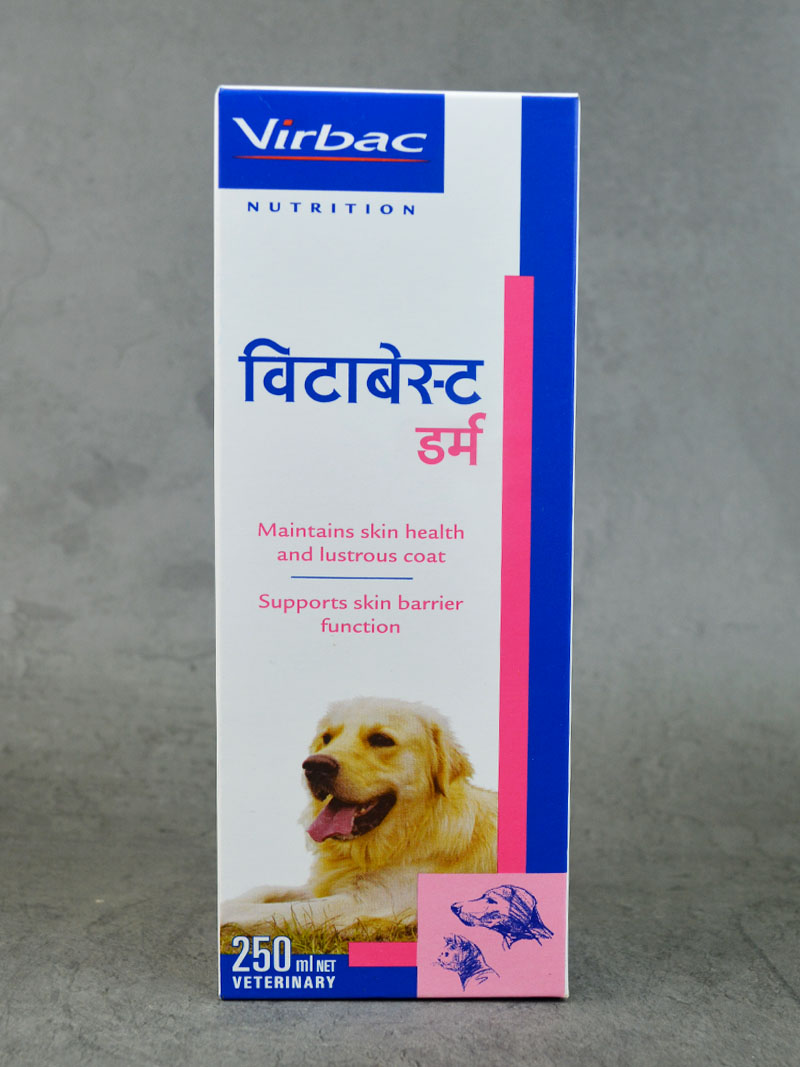 Virbac
NUTRITION
विटाबेस्ट
डर्म
Maintains skin health
and lustrous coat
Supports skin barrier
function
250 ml NET
VETERINARY